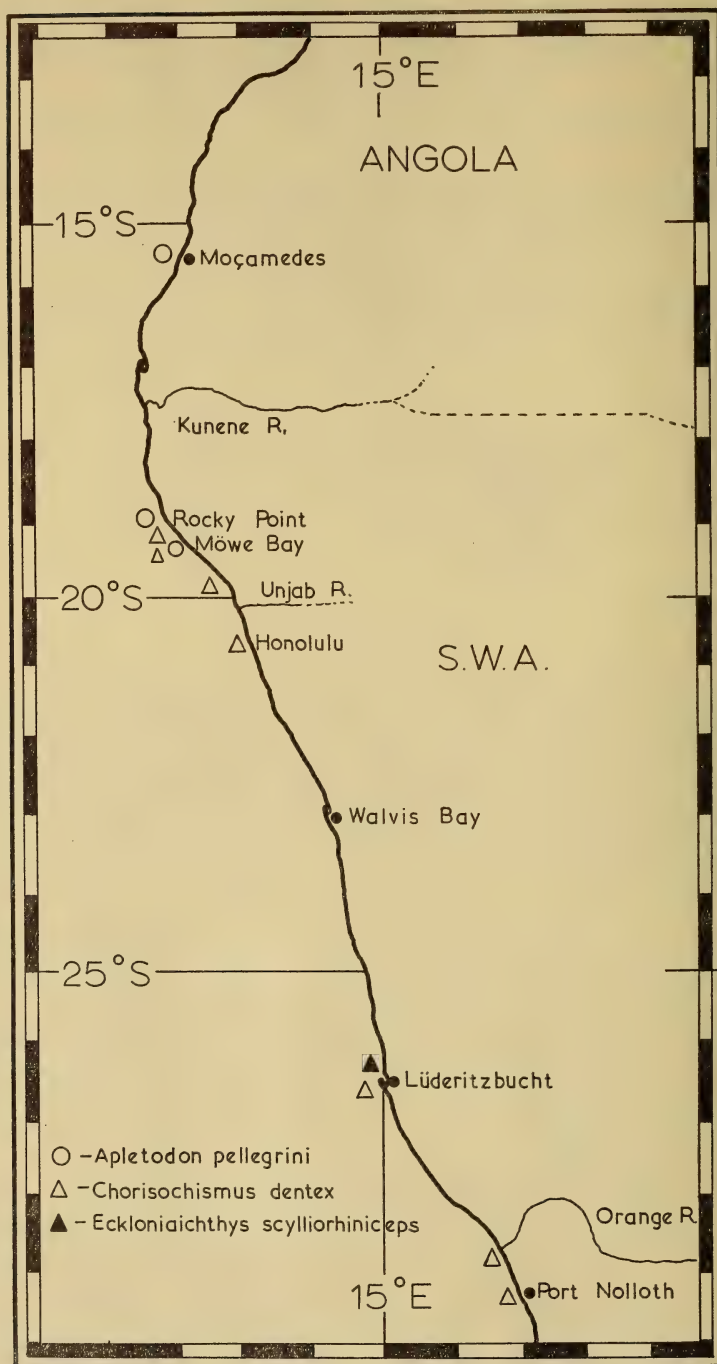 15°E
ANGOLA
15°S
Moçamedes
Kunene R.
Rocky Point
Möwe Bay
20°S
Unjab R.
Honolulu
S.W.A.
Walvis Bay
25°S
Lüderitzbucht
-Apletodon pellegrini
-Chorisochismus dentex
- Eckloniaichthys scylliorhiniceps
Orange R
15°E
Port Nolloth